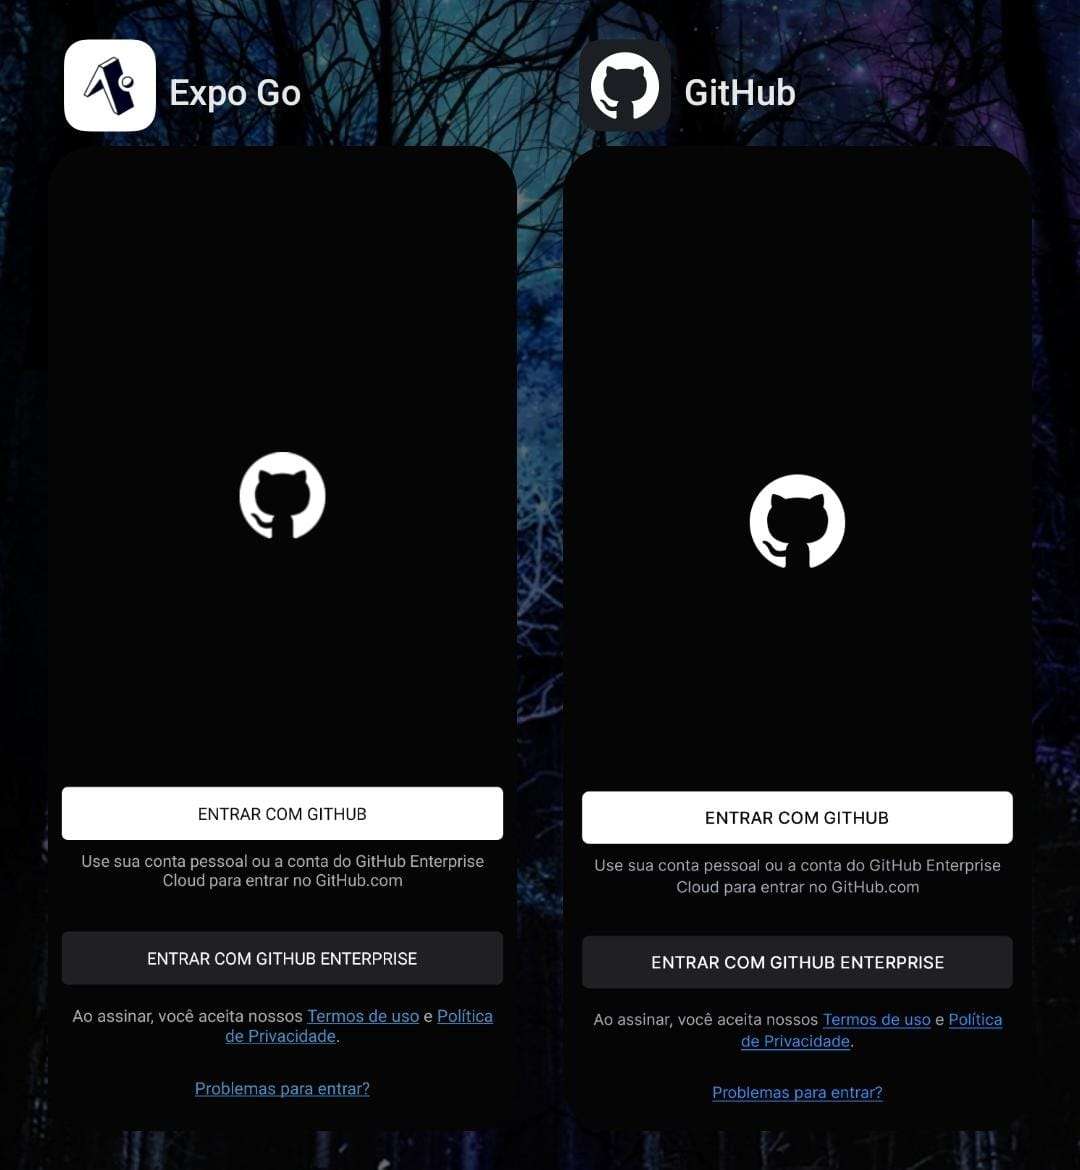 Expo Go
ENTRAR COM GITHUB
Use sua conta pessoal ou a conta do GitHub Enterprise
Cloud para entrar no GitHub.com
ENTRAR COM GITHUB ENTERPRISE
Ao assinar, você aceita nossos Termos de uso e Política
de Privacidade.
Problemas para entrar?
GitHub
ENTRAR COM GITHUB
Use sua conta pessoal ou a conta do GitHub Enterprise
Cloud para entrar no GitHub.com
ENTRAR COM GITHUB ENTERPRISE
Ao assinar, você aceita nossos Termos de uso e Política
de Privacidade.
Problemas para entrar?